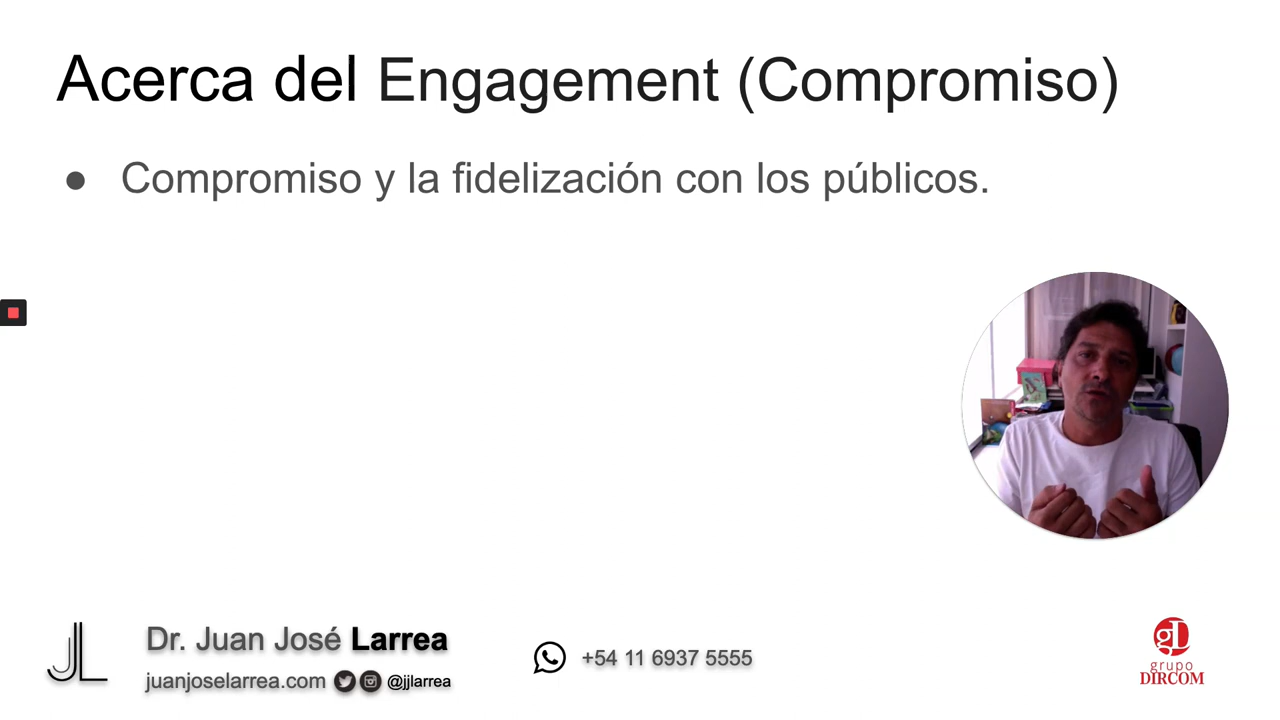 Acerca del Engagement (Compromiso)
● Compromiso y la fidelización con los públicos.
JL
Dr. Juan José Larrea
juanjoselarrea.com @jjlarrea
+54 11 6937 5555
gL
grupo
DIRCOM